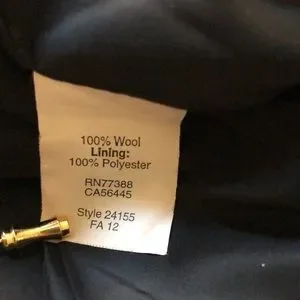 100% Wool
Lining:
100% Polyester
RN77388
CA56445
Style 24155
FA 12